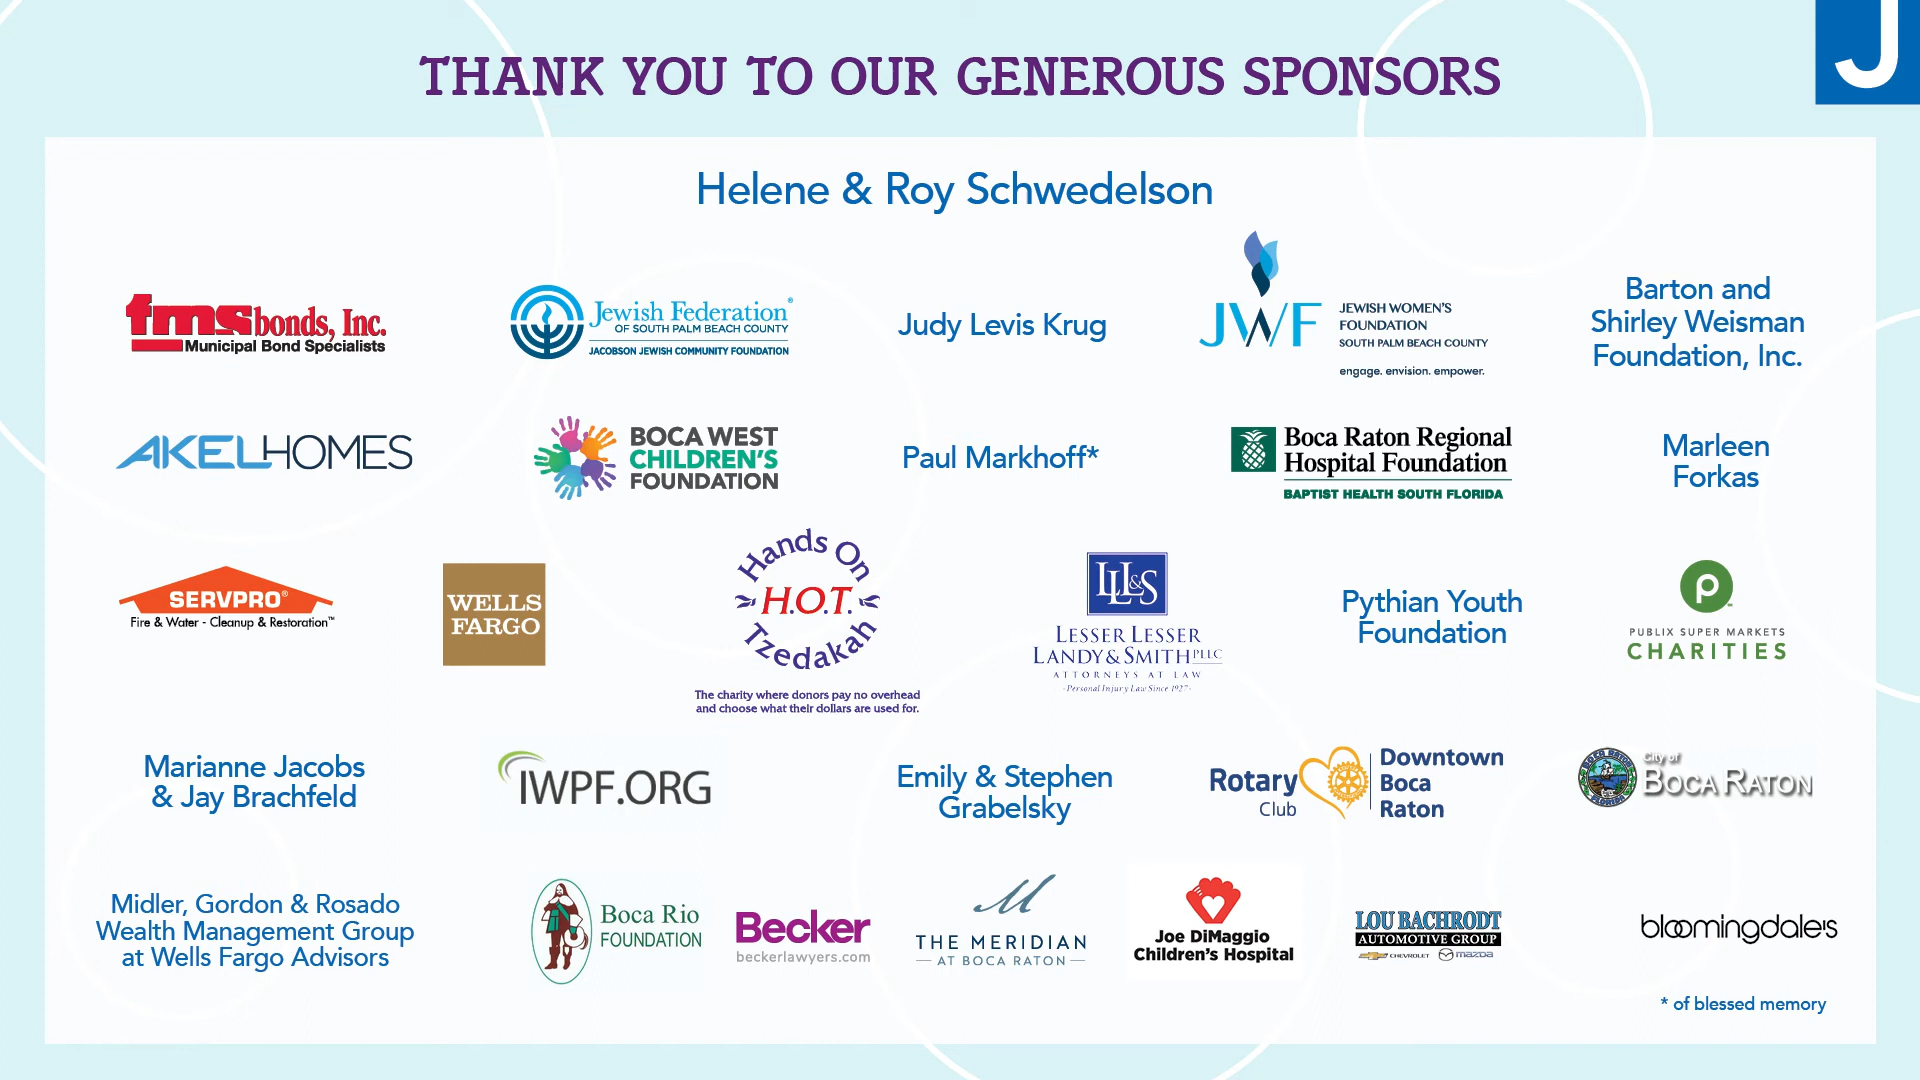 J
THANK YOU TO OUR GENEROUS SPONSORS
Helene & Roy Schwedelson
fmsbonds, Inc.
Municipal Bond Specialists
Jewish Federation®
OF SOUTH PALM BEACH COUNTY
JACOBSON JEWISH COMMUNITY FOUNDATION
Judy Levis Krug
JWF
JEWISH WOMEN'S
FOUNDATION
SOUTH PALM BEACH COUNTY
engage. envision. empower.
Barton and
Shirley Weisman
Foundation, Inc.
AKELHOMES
BOCA WEST
CHILDREN'S
FOUNDATION
Paul Markhoff*
Boca Raton Regional
Hospital Foundation
BAPTIST HEALTH SOUTH FLORIDA
Marleen
Forkas
SERVPRO®
Fire & Water - Cleanup & Restoration™
WELLS
FARGO
Hands On
H.O.T.
Tzedakah
The charity where donors pay no overhead
and choose what their dollars are used for.
LL&S
LESSER LESSER
LANDY & SMITH PLLC
ATTORNEYS AT LAW
-Personal Injury Law Since 1927-
Pythian Youth
Foundation
P
PUBLIX SUPER MARKETS
CHARITIES
Marianne Jacobs
& Jay Brachfeld
IWPF.ORG
Emily & Stephen
Grabelsky
Rotary
Club
Downtown
Boca
Raton
City of
BOCA RATON
Midler, Gordon & Rosado
Wealth Management Group
at Wells Fargo Advisors
Boca Rio
FOUNDATION
Becker
beckerlawyers.com
M
THE MERIDIAN
AT BOCA RATON
Joe DiMaggio
Children's Hospital
LOU BACHRODT
AUTOMOTIVE GROUP
CHEVROLET mazda
bloomingdale's
* of blessed memory